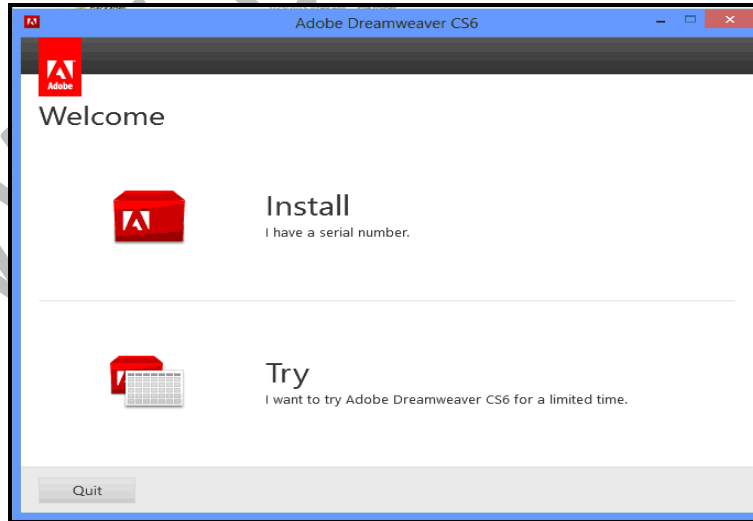 Adobe Dreamweaver CS6
Adobe
Welcome
Install
I have a serial number.
Try
I want to try Adobe Dreamweaver CS6 for a limited time.
Quit